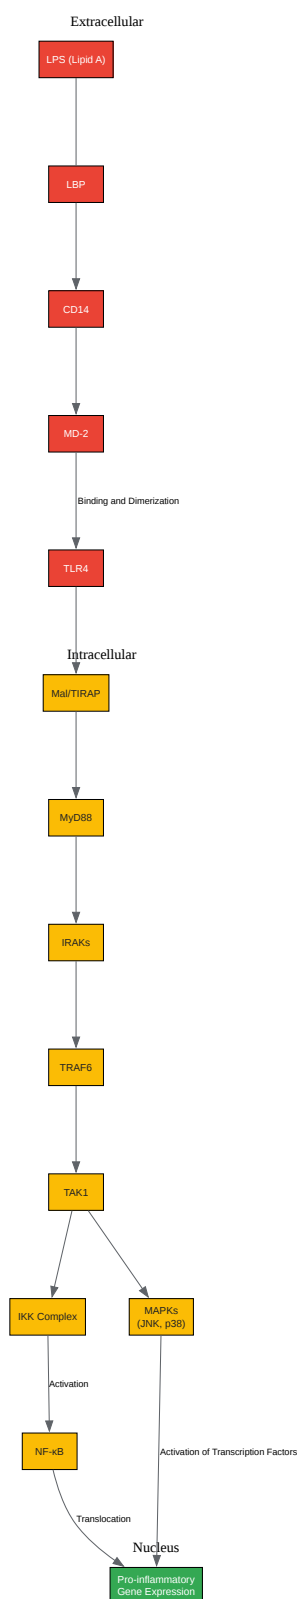 Extracellular
LPS (Lipid A)
LBP
CD14
MD-2
Binding and Dimerization
TLR4
Intracellular
Mal/TIRAP
MyD88
IRAKs
TRAF6
TAK1
IKK Complex
MAPKs
(JNK, p38)
Activation
NF-κB
Activation of Transcription Factors
Translocation
Nucleus
Pro-inflammatory
Gene Expression